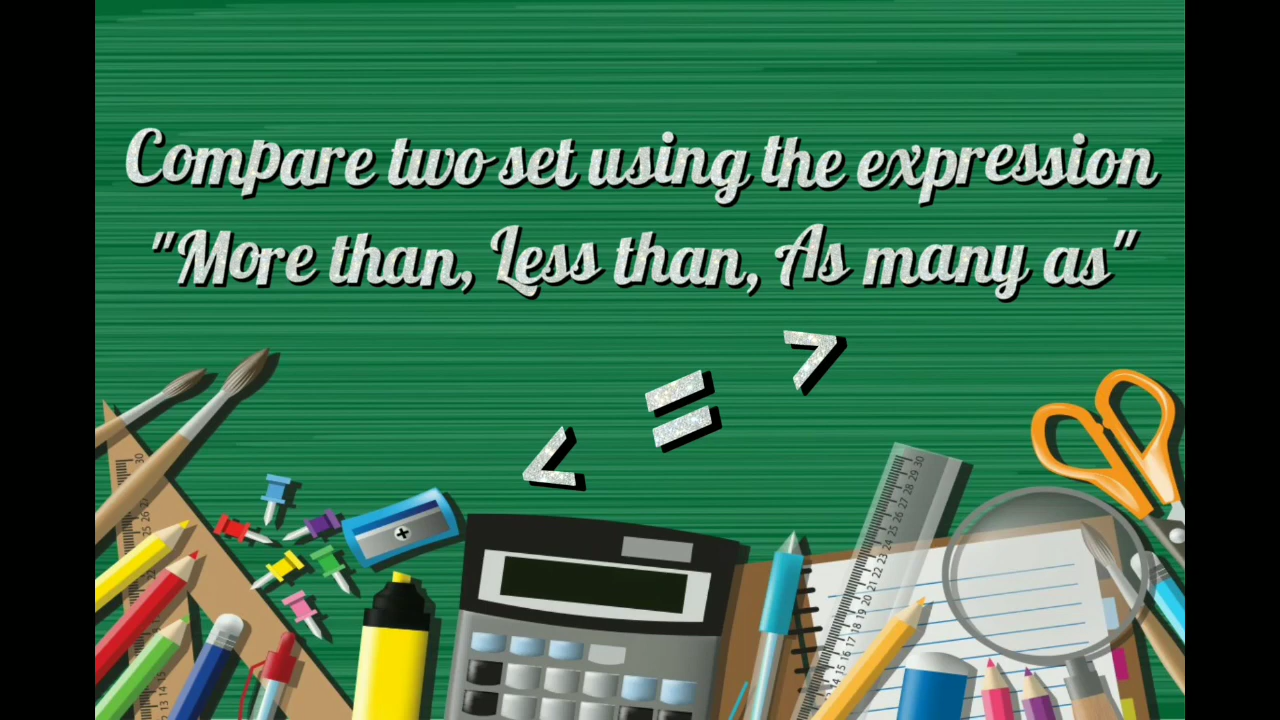 Compare two set using the expression
"More than, Less than, As many as"
< = >